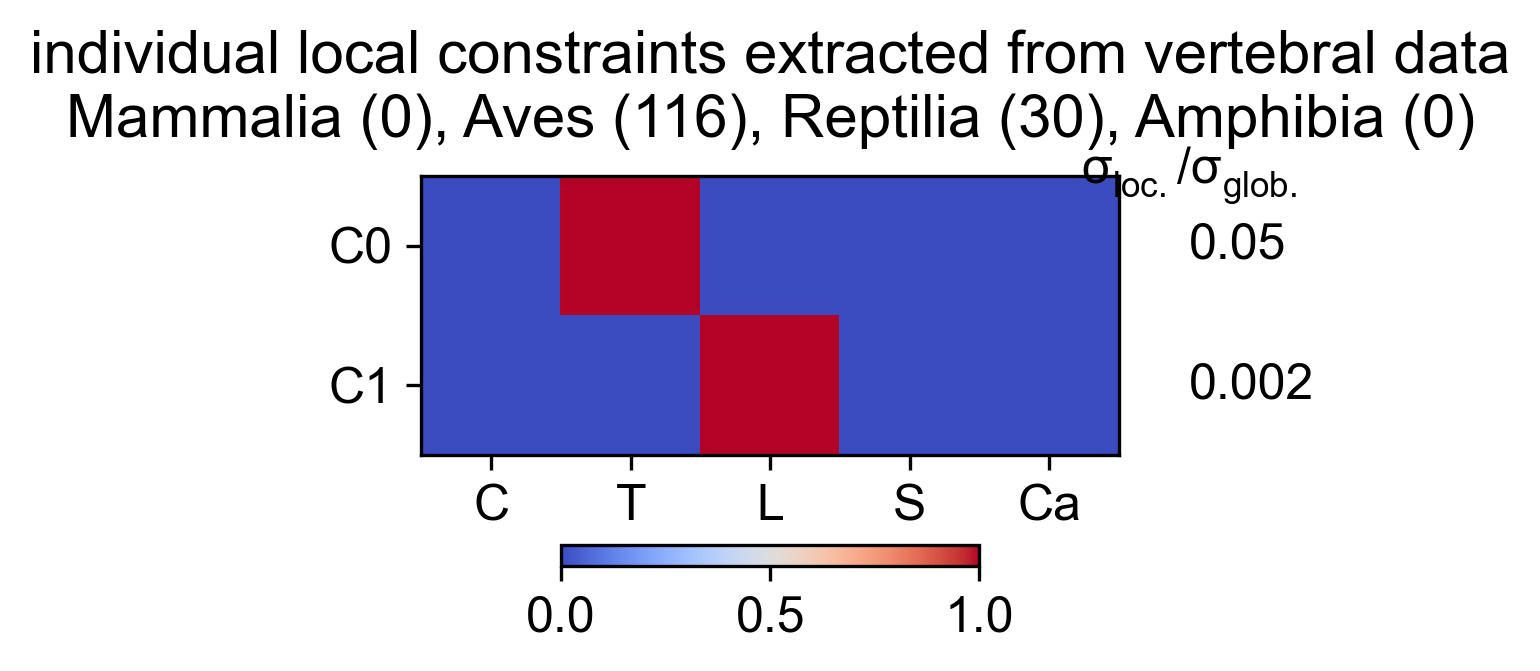 individual local constraints extracted from vertebral data
Mammalia (0), Aves (116), Reptilia (30), Amphibia (0)
σloc. /σglob.
C0
0.05
C1
0.002
C T L S Ca
0.0 0.5 1.0